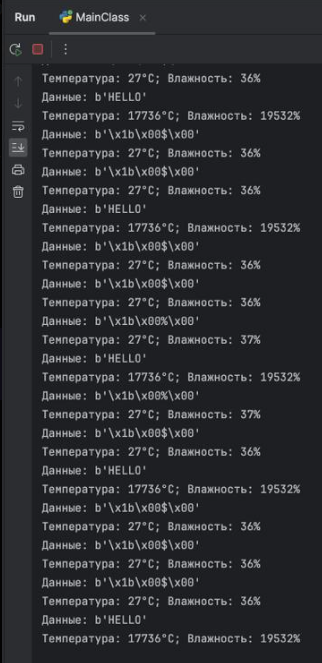 Run MainClass
Температура: 27°C; Влажность: 36%
Данные: b'HELLO'
Температура: 17736°C; Влажность: 19532%
Данные: b'\x1b\x00$\x00'
Температура: 27°C; Влажность: 36%
Данные: b'\x1b\x00$\x00'
Температура: 27°C; Влажность: 36%
Данные: b'HELLO'
Температура: 17736°C; Влажность: 19532%
Данные: b'\x1b\x00$\x00'
Температура: 27°C; Влажность: 36%
Данные: b'\x1b\x00$\x00'
Температура: 27°C; Влажность: 36%
Данные: b'\x1b\x00%\x00'
Температура: 27°C; Влажность: 37%
Данные: b'HELLO'
Температура: 17736°C; Влажность: 19532%
Данные: b'\x1b\x00%\x00'
Температура: 27°C; Влажность: 37%
Данные: b'\x1b\x00$\x00'
Температура: 27°C; Влажность: 36%
Данные: b'HELLO'
Температура: 17736°C; Влажность: 19532%
Данные: b'\x1b\x00$\x00'
Температура: 27°C; Влажность: 36%
Данные: b'\x1b\x00$\x00'
Температура: 27°C; Влажность: 36%
Данные: b'\x1b\x00$\x00'
Температура: 27°C; Влажность: 36%
Данные: b'HELLO'
Температура: 17736°C; Влажность: 19532%